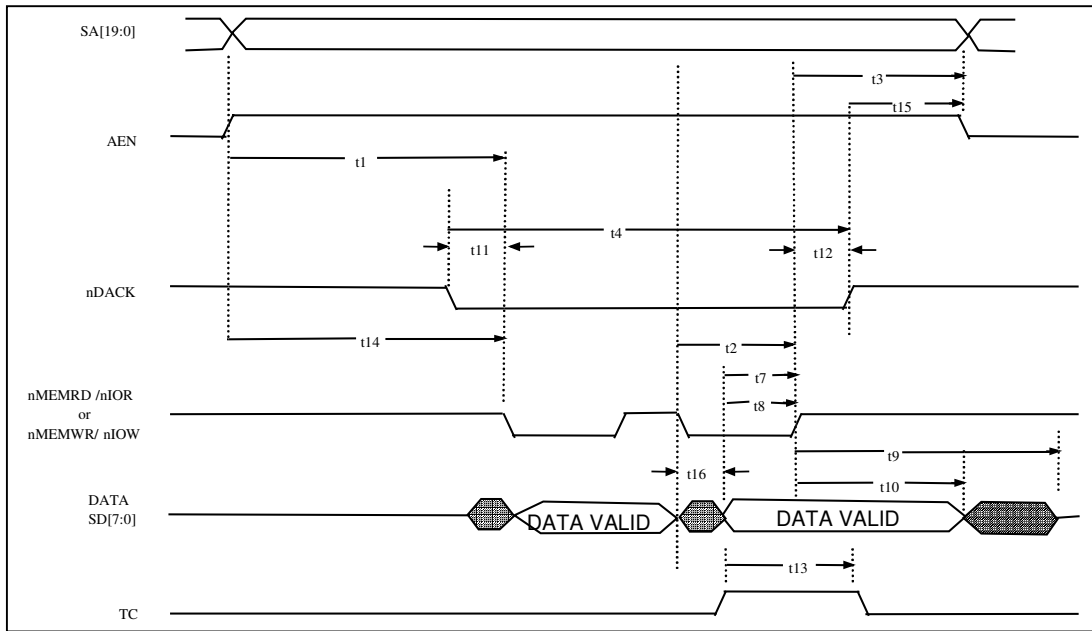 SA[19:0]
t3
t15
AEN
t1
t4
t11
t12
nDACK
t14
t2
t7
nMEMRD /nIOR
t8
or
nMEMWR/ nIOW
t9
t16
t10
DATA
SD[7:0]
DATA VALID
DATA VALID
t13
TC